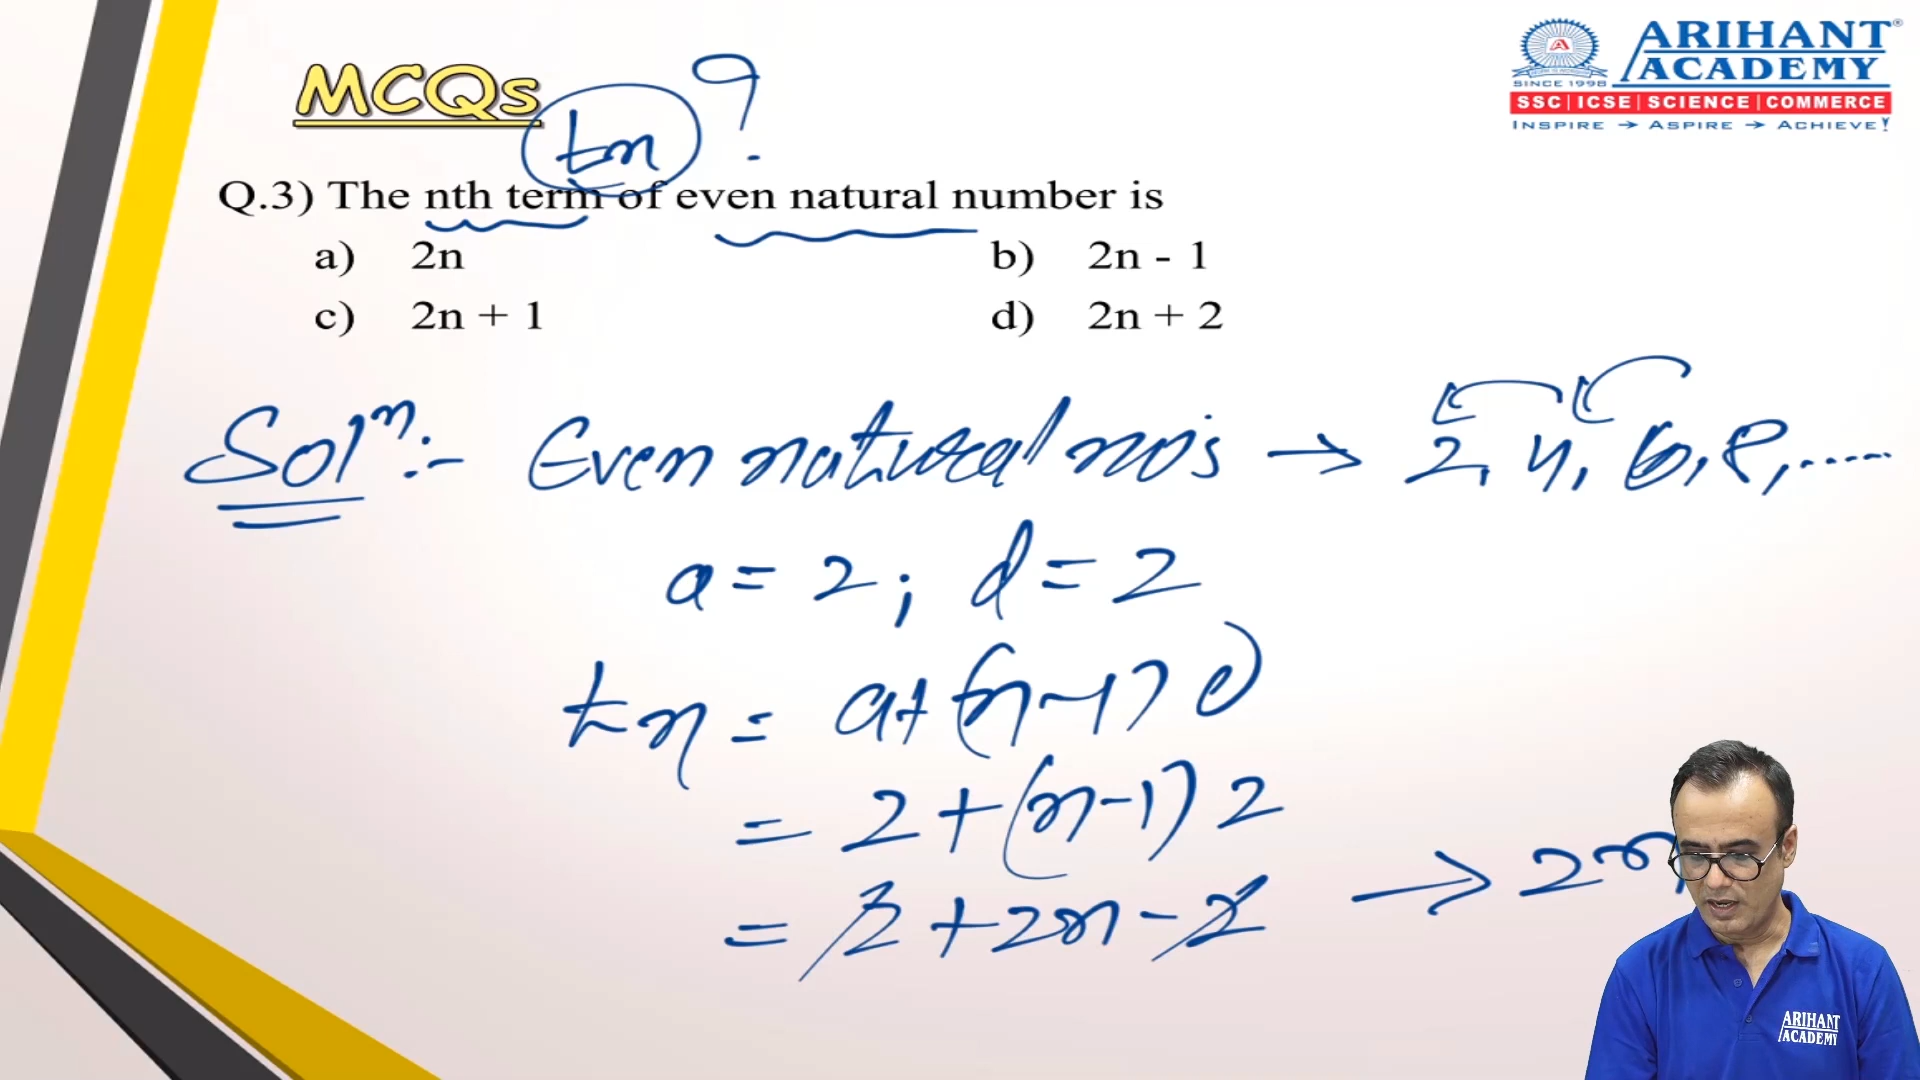 MCQs
tn ?
ARIHANT
ACADEMY
SINCE 1998
SSC | ICSE | SCIENCE | COMMERCE
INSPIRE → ASPIRE → ACHIEVE!
Q.3) The nth term of even natural number is
a) 2n b) 2n - 1
c) 2n + 1 d) 2n + 2
Solⁿ:- Even natural no's → 2, 4, 6, 8, .....
a = 2 ; d = 2
tn = a+(n-1)d
= 2+(n-1)2
= 2+2n-2 → 2n
ARIHANT
ACADEMY